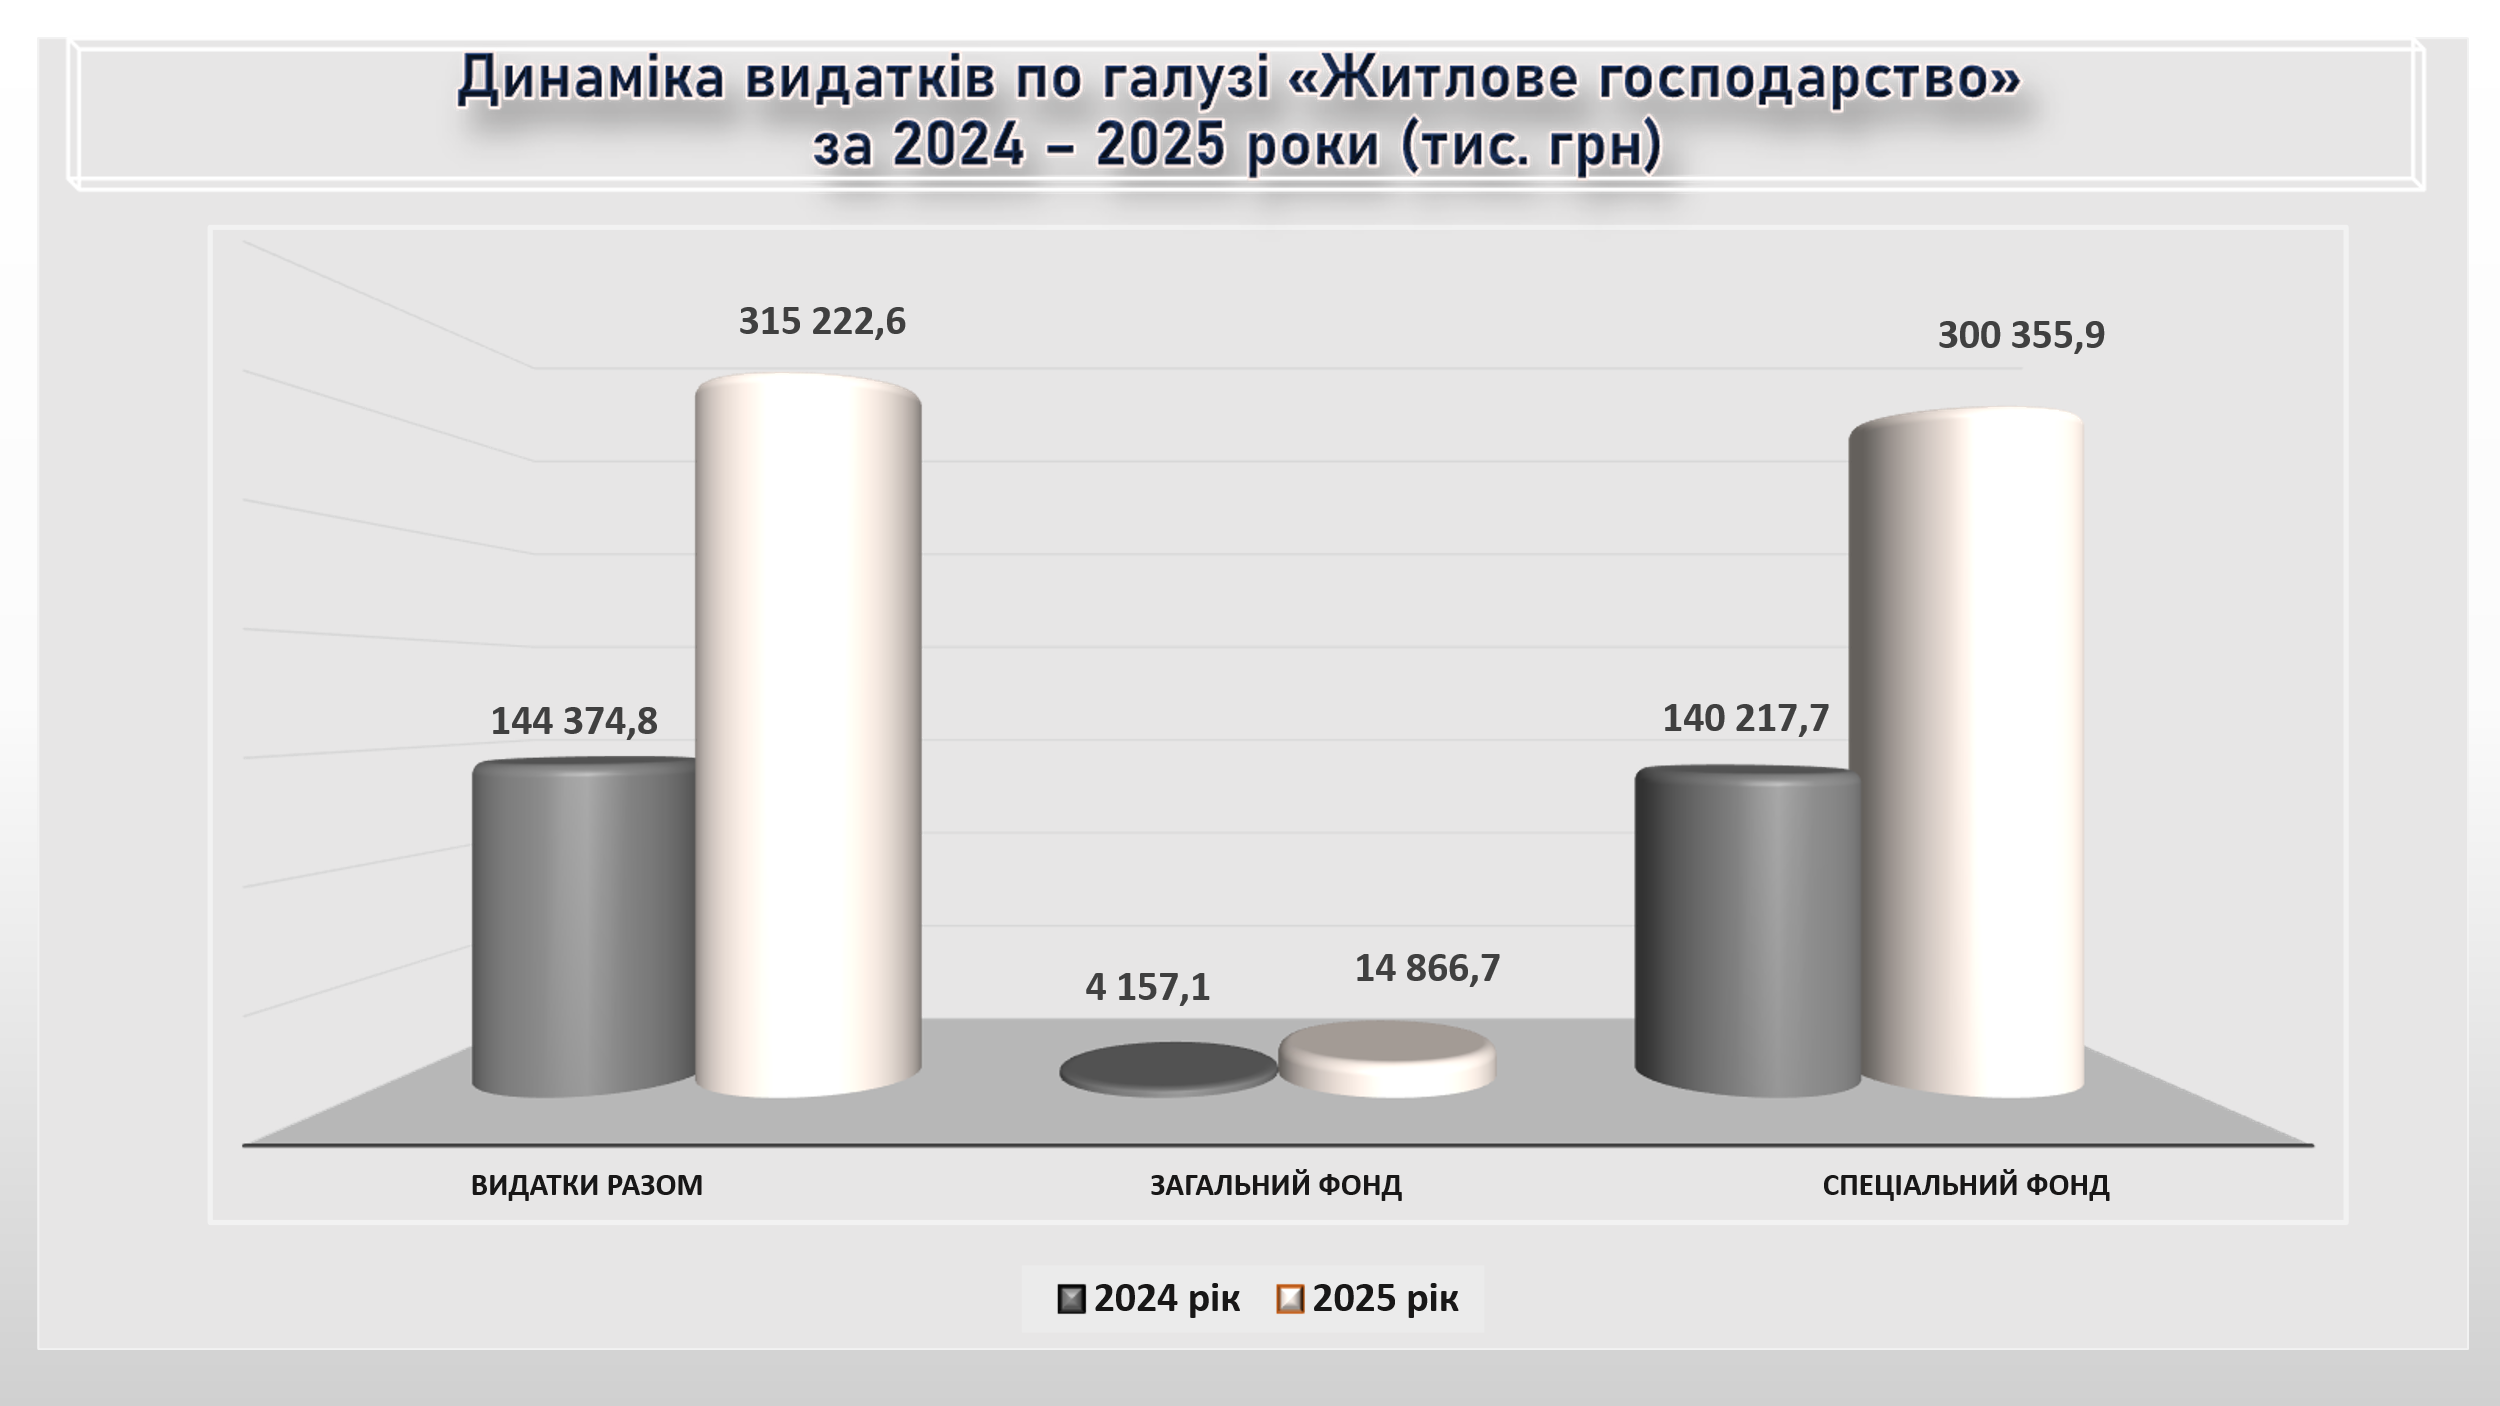 Динаміка видатків по галузі «Житлове господарство»
за 2024 – 2025 роки (тис. грн)
315 222,6
300 355,9
144 374,8
140 217,7
4 157,1
14 866,7
ВИДАТКИ РАЗОМ
ЗАГАЛЬНИЙ ФОНД
СПЕЦІАЛЬНИЙ ФОНД
2024 рік
2025 рік